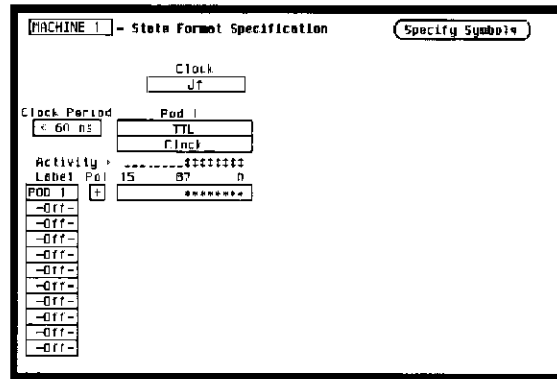 MACHINE 1 - State Format Specification
Specify Symbols
Clock
J↑
Clock Period
Pod 1
< 60 ns
TTL
Clock
Activity > ________↕↕↕↕↕↕↕↕
Label Pol 15 87 0
POD 1 + ........********
-Off-
-Off-
-Off-
-Off-
-Off-
-Off-
-Off-
-Off-
-Off-
-Off-